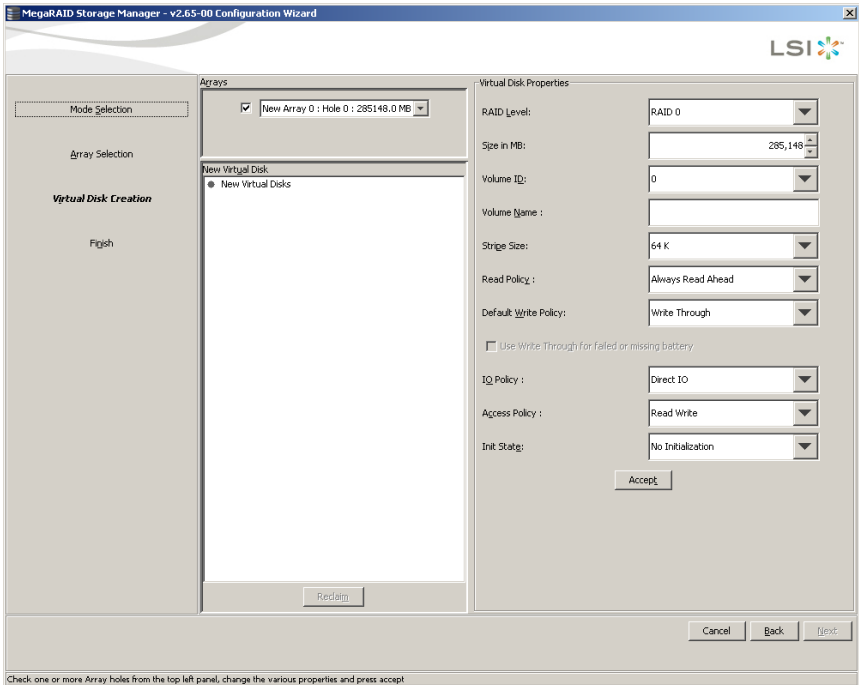 MegaRAID Storage Manager - v2.65-00 Configuration Wizard
LSI
Mode Selection
Array Selection
Virtual Disk Creation
Finish
Arrays
New Array 0 : Hole 0 : 285148.0 MB
New Virtual Disk
New Virtual Disks
Reclaim
Virtual Disk Properties
RAID Level: RAID 0
Size in MB: 285,148
Volume ID: 0
Volume Name :
Stripe Size: 64 K
Read Policy : Always Read Ahead
Default Write Policy: Write Through
Use Write Through for failed or missing battery
IO Policy : Direct IO
Access Policy : Read Write
Init State: No Initialization
Accept
Cancel Back Next
Check one or more Array holes from the top left panel, change the various properties and press accept